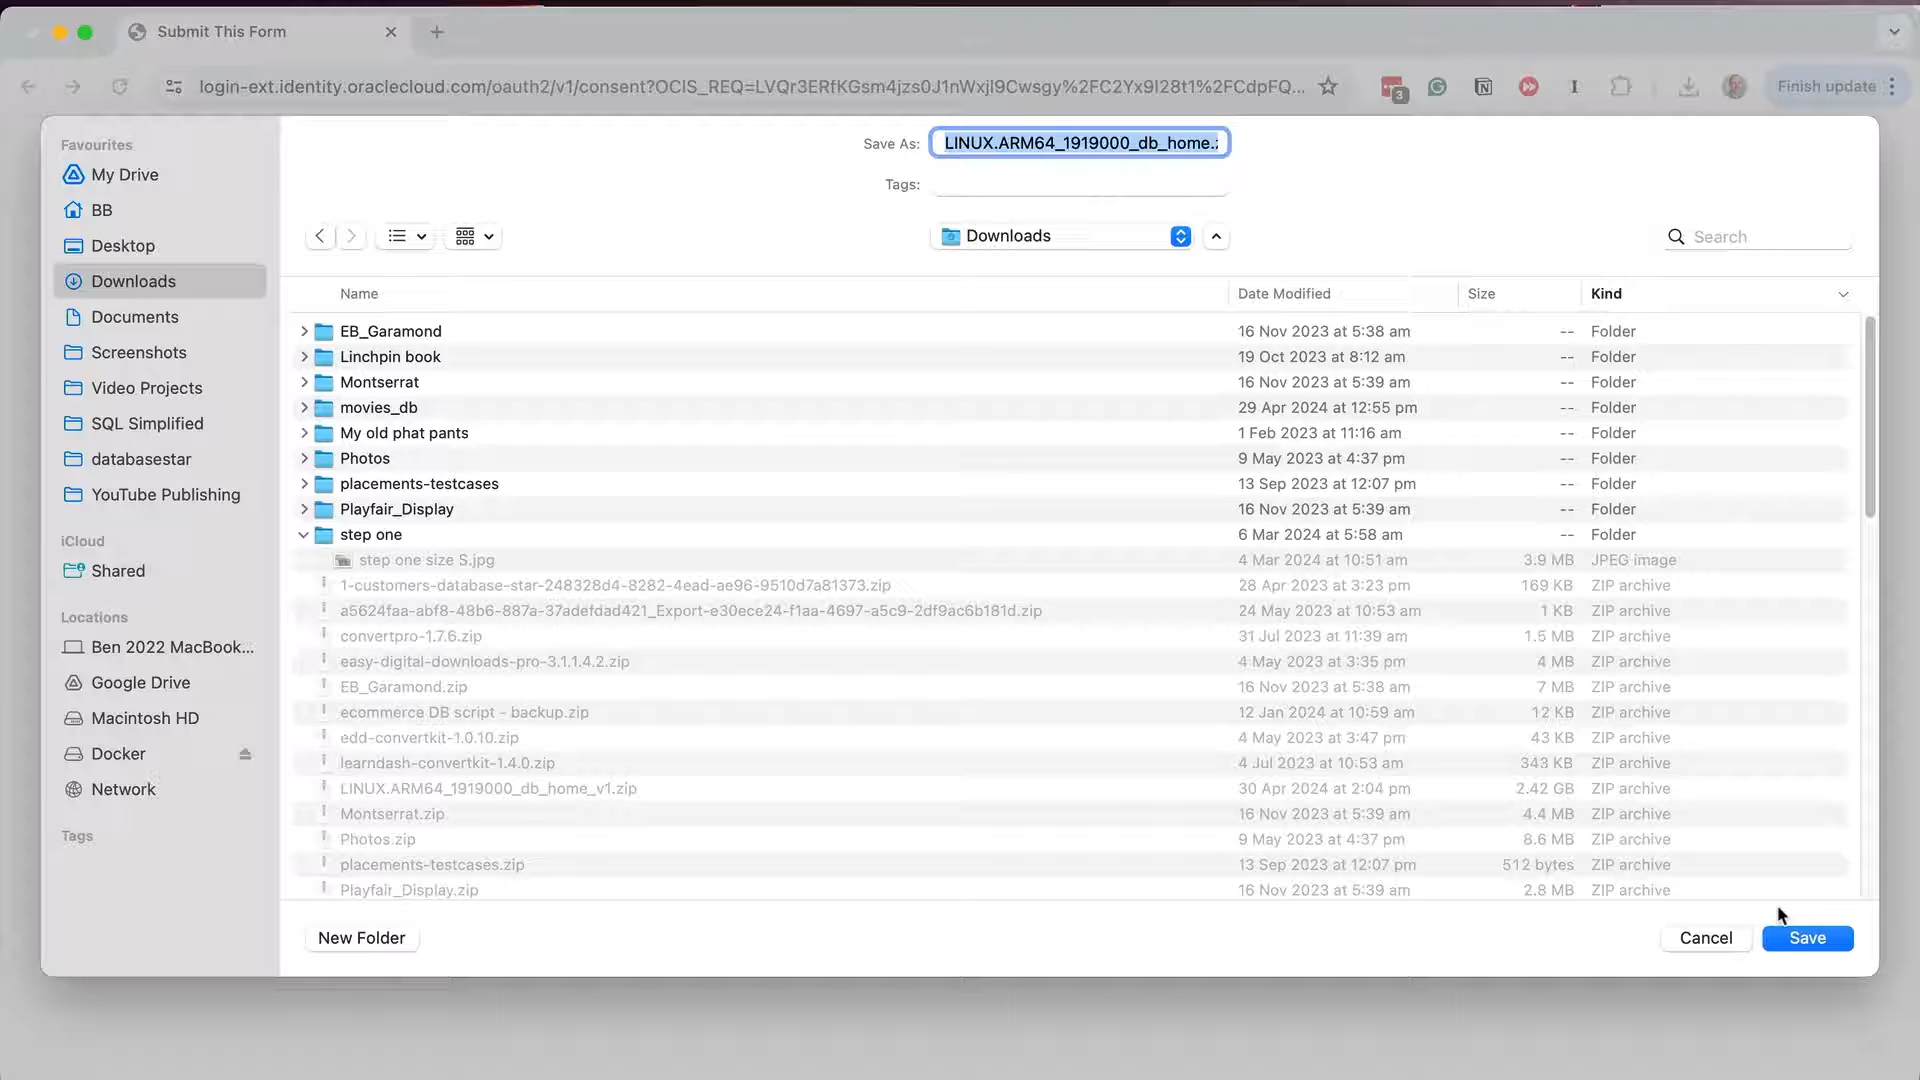 Submit This Form
login-ext.identity.oraclecloud.com/oauth2/v1/consent?OCIS_REQ=LVQr3ERfKGsm4jzs0J1nWxjl9Cwsgy%2FC2Yx9I28t1%2FCdpFQ...
3
Finish update
Favourites
My Drive
BB
Desktop
Downloads
Documents
Screenshots
Video Projects
SQL Simplified
databasestar
YouTube Publishing
iCloud
Shared
Locations
Ben 2022 MacBook...
Google Drive
Macintosh HD
Docker
Network
Tags
Save As: LINUX.ARM64_1919000_db_home.z
Tags:
Downloads
Search
Name Date Modified Size Kind
EB_Garamond 16 Nov 2023 at 5:38 am -- Folder
Linchpin book 19 Oct 2023 at 8:12 am -- Folder
Montserrat 16 Nov 2023 at 5:39 am -- Folder
movies_db 29 Apr 2024 at 12:55 pm -- Folder
My old phat pants 1 Feb 2023 at 11:16 am -- Folder
Photos 9 May 2023 at 4:37 pm -- Folder
placements-testcases 13 Sep 2023 at 12:07 pm -- Folder
Playfair_Display 16 Nov 2023 at 5:39 am -- Folder
step one 6 Mar 2024 at 5:58 am -- Folder
step one size S.jpg 4 Mar 2024 at 10:51 am 3.9 MB JPEG image
1-customers-database-star-248328d4-8282-4ead-ae96-9510d7a81373.zip 28 Apr 2023 at 3:23 pm 169 KB ZIP archive
a5624faa-abf8-48b6-887a-37adefdad421_Export-e30ece24-f1aa-4697-a5c9-2df9ac6b181d.zip 24 May 2023 at 10:53 am 1 KB ZIP archive
convertpro-1.7.6.zip 31 Jul 2023 at 11:39 am 1.5 MB ZIP archive
easy-digital-downloads-pro-3.1.1.4.2.zip 4 May 2023 at 3:35 pm 4 MB ZIP archive
EB_Garamond.zip 16 Nov 2023 at 5:38 am 7 MB ZIP archive
ecommerce DB script - backup.zip 12 Jan 2024 at 10:59 am 12 KB ZIP archive
edd-convertkit-1.0.10.zip 4 May 2023 at 3:47 pm 43 KB ZIP archive
learndash-convertkit-1.4.0.zip 4 Jul 2023 at 10:53 am 343 KB ZIP archive
LINUX.ARM64_1919000_db_home_v1.zip 30 Apr 2024 at 2:04 pm 2.42 GB ZIP archive
Montserrat.zip 16 Nov 2023 at 5:39 am 4.4 MB ZIP archive
Photos.zip 9 May 2023 at 4:37 pm 8.6 MB ZIP archive
placements-testcases.zip 13 Sep 2023 at 12:07 pm 512 bytes ZIP archive
Playfair_Display.zip 16 Nov 2023 at 5:39 am 2.8 MB ZIP archive
New Folder
Cancel
Save